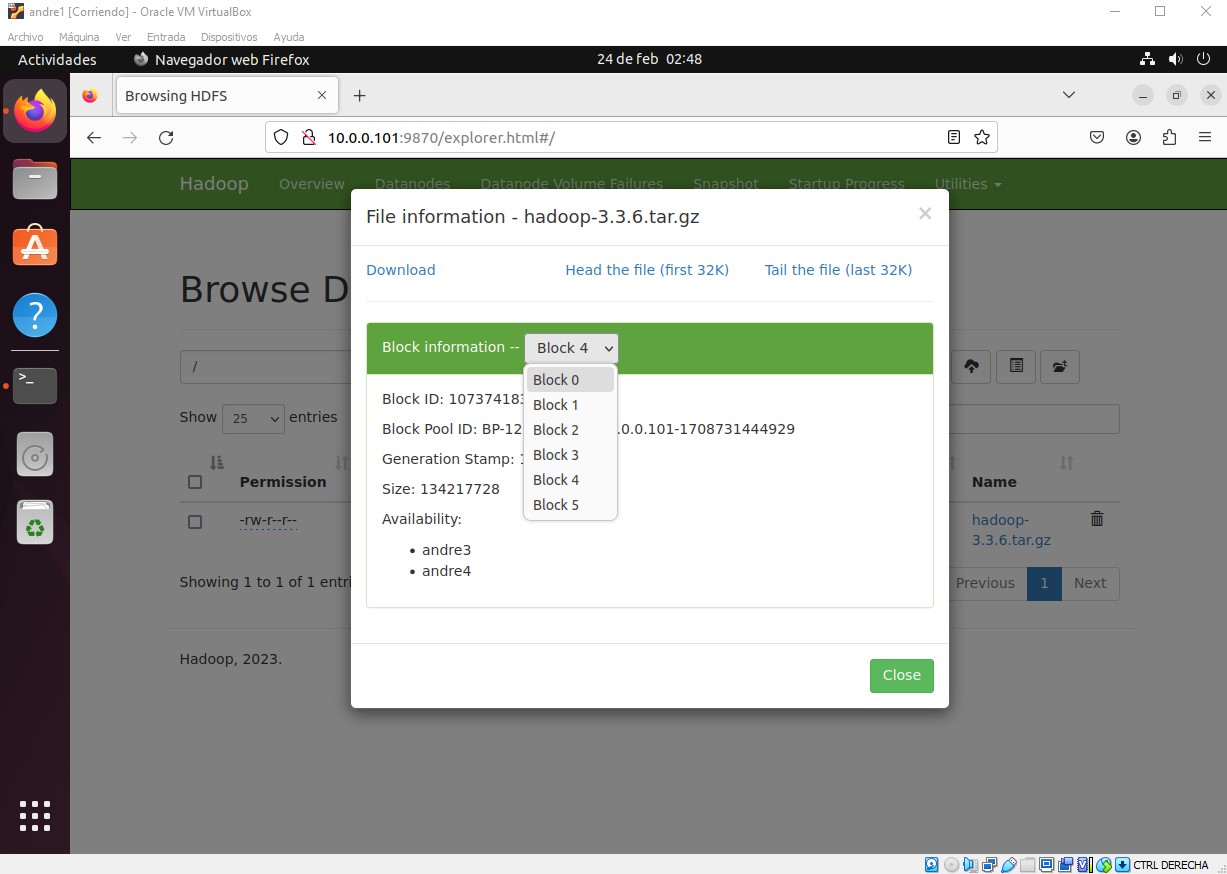 andre1 [Corriendo] - Oracle VM VirtualBox
Archivo Máquina Ver Entrada Dispositivos Ayuda
Actividades Navegador web Firefox 24 de feb 02:48
Browsing HDFS
10.0.0.101:9870/explorer.html#/
Hadoop Overview Datanodes Datanode Volume Failures Snapshot Startup Progress Utilities
File information - hadoop-3.3.6.tar.gz
Download Head the file (first 32K) Tail the file (last 32K)
Browse D
Block information -- Block 4
/
Block 0
Block 1
Block 2
Block 3
Block 4
Block 5
Block ID: 107374183
Block Pool ID: BP-12 .0.0.101-1708731444929
Generation Stamp: 1
Size: 134217728
Availability:
andre3
andre4
Show 25 entries
Permission Name
-rw-r--r-- hadoop-
3.3.6.tar.gz
Showing 1 to 1 of 1 entri Previous 1 Next
Hadoop, 2023.
Close
CTRL DERECHA